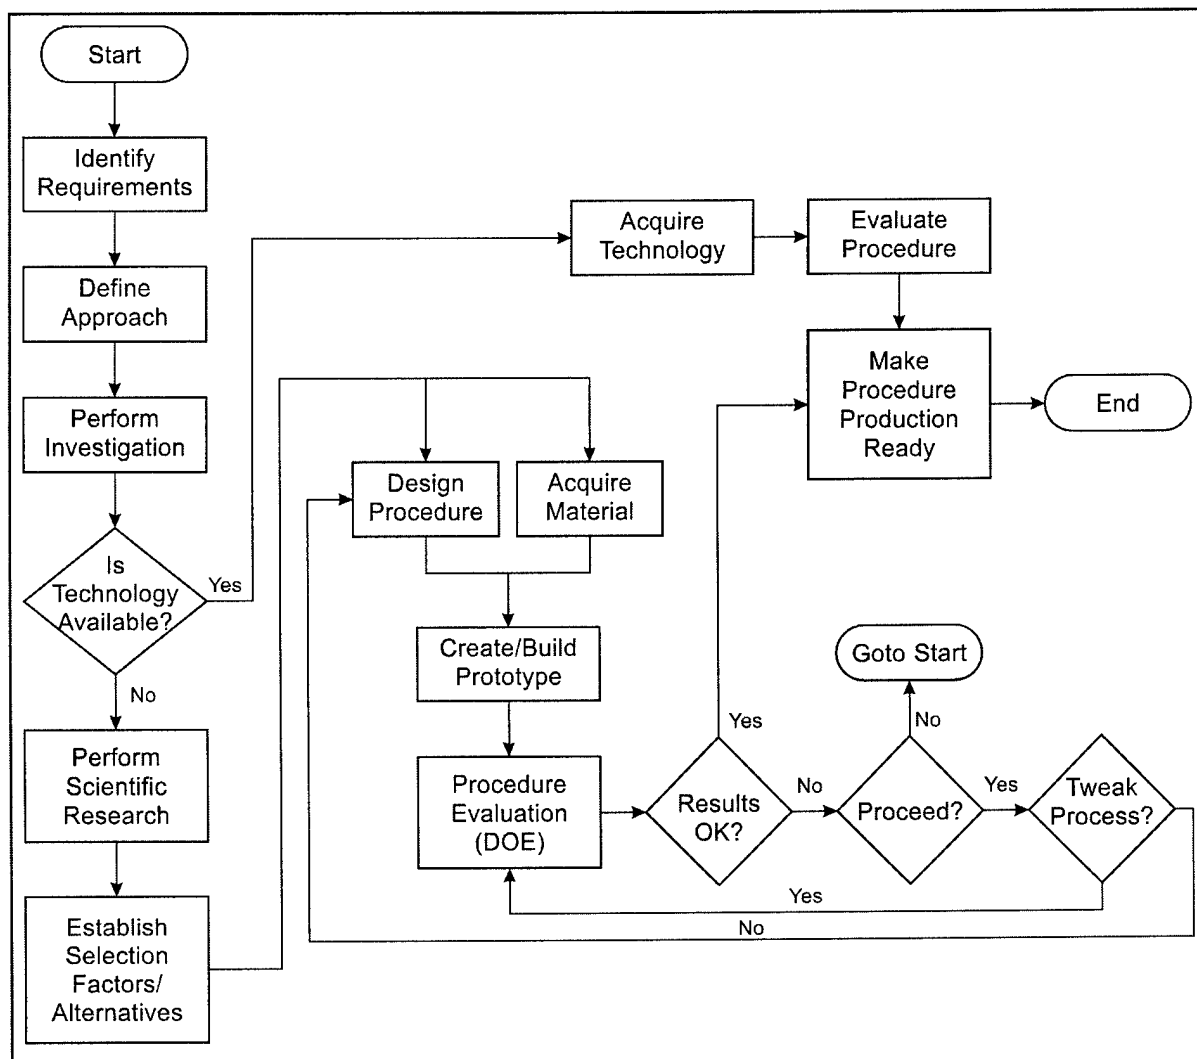 Start
Identify
Requirements
Define
Approach
Perform
Investigation
Is
Technology
Available?
Yes
No
Perform
Scientific
Research
Establish
Selection
Factors/
Alternatives
Acquire
Technology
Evaluate
Procedure
Make
Procedure
Production
Ready
End
Design
Procedure
Acquire
Material
Create/Build
Prototype
Procedure
Evaluation
(DOE)
Results
OK?
Yes
No
Proceed?
No
Goto Start
Yes
Tweak
Process?
Yes
No